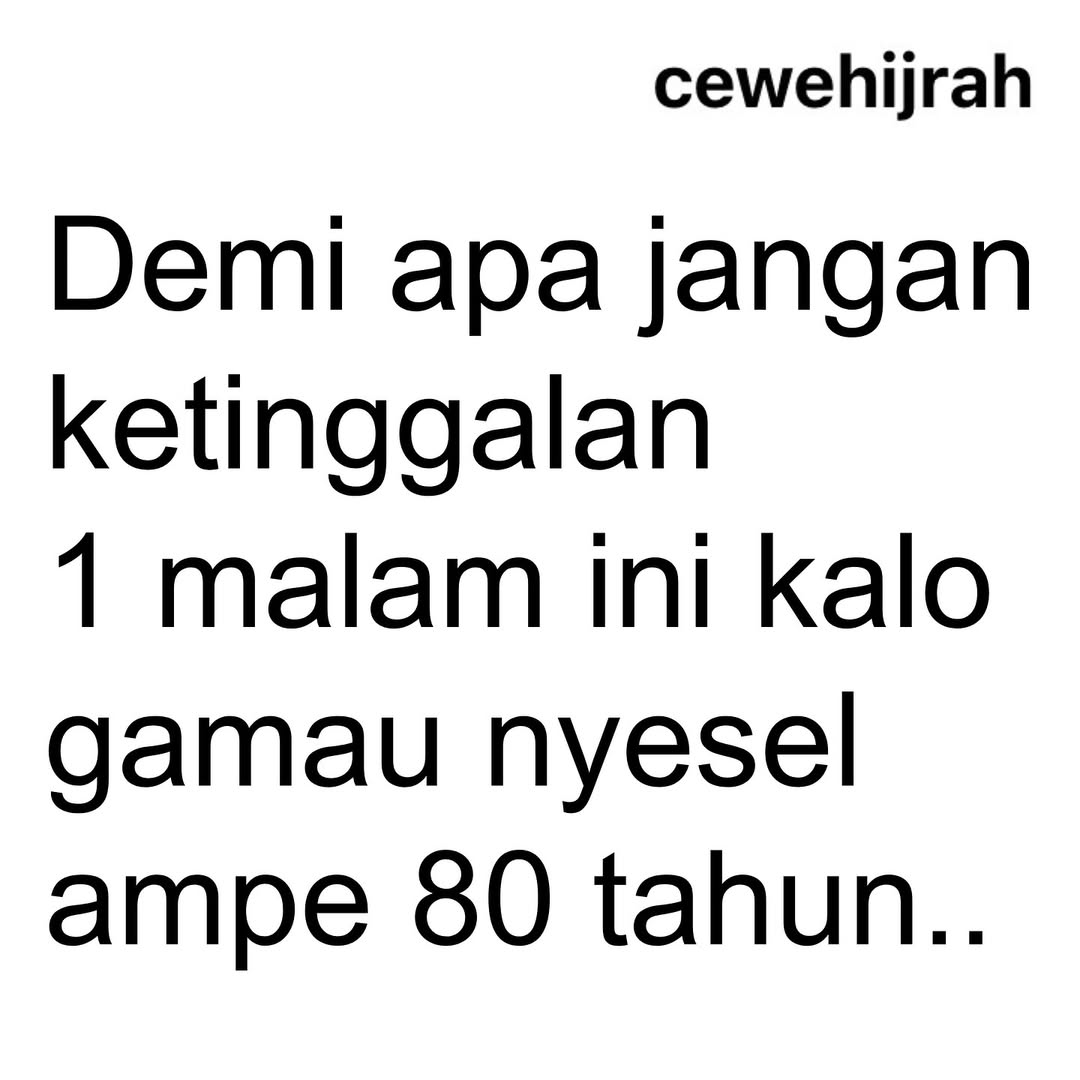 cewehijrah
Demi apa jangan
ketinggalan
1 malam ini kalo
gamau nyesel
ampe 80 tahun..